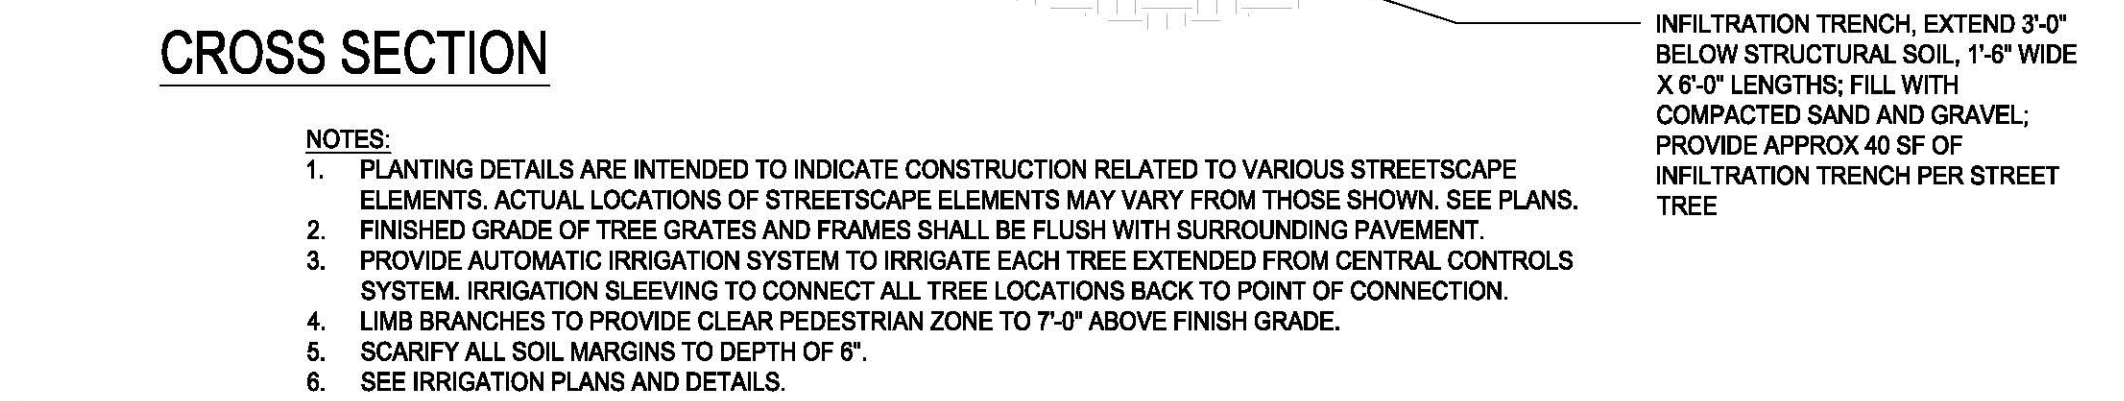 CROSS SECTION
INFILTRATION TRENCH, EXTEND 3'-0"
BELOW STRUCTURAL SOIL, 1'-6" WIDE
X 6'-0" LENGTHS; FILL WITH
COMPACTED SAND AND GRAVEL;
PROVIDE APPROX 40 SF OF
INFILTRATION TRENCH PER STREET
TREE
NOTES:
1. PLANTING DETAILS ARE INTENDED TO INDICATE CONSTRUCTION RELATED TO VARIOUS STREETSCAPE
ELEMENTS. ACTUAL LOCATIONS OF STREETSCAPE ELEMENTS MAY VARY FROM THOSE SHOWN. SEE PLANS.
2. FINISHED GRADE OF TREE GRATES AND FRAMES SHALL BE FLUSH WITH SURROUNDING PAVEMENT.
3. PROVIDE AUTOMATIC IRRIGATION SYSTEM TO IRRIGATE EACH TREE EXTENDED FROM CENTRAL CONTROLS
SYSTEM. IRRIGATION SLEEVING TO CONNECT ALL TREE LOCATIONS BACK TO POINT OF CONNECTION.
4. LIMB BRANCHES TO PROVIDE CLEAR PEDESTRIAN ZONE TO 7'-0" ABOVE FINISH GRADE.
5. SCARIFY ALL SOIL MARGINS TO DEPTH OF 6".
6. SEE IRRIGATION PLANS AND DETAILS.